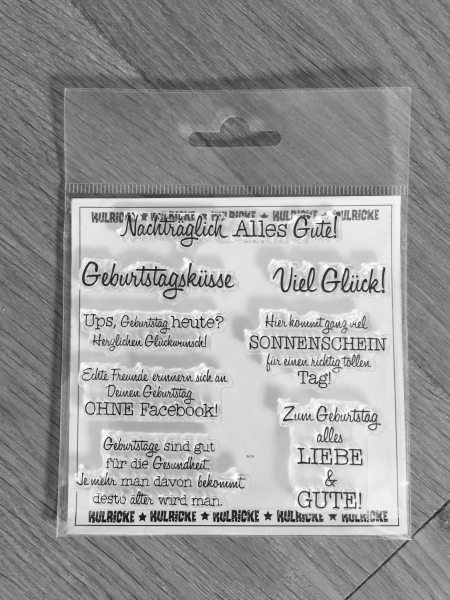 KULRICKE ★ KULRICKE ★ KULRICKE ★ KULRICKE
Nachträglich Alles Gute!
Geburtstagsküsse
Viel Glück!
Ups, Geburtstag heute?
Herzlichen Glückwunsch!
Hier kommt ganz viel
SONNENSCHEIN
für einen richtig tollen
Tag!
Echte Freunde erinnern sich an
Deinen Geburtstag
OHNE Facebook!
Zum Geburtstag
alles
LIEBE
&
GUTE!
Geburtstage sind gut
für die Gesundheit.
Je mehr man davon bekommt
desto älter wird man.
KULRICKE ★ KULRICKE ★ KULRICKE ★ KULRICKE